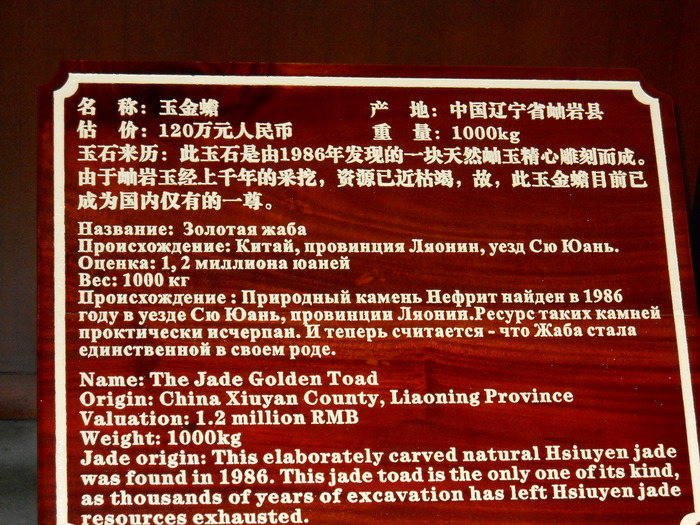 名 称：玉金蟾 产 地：中国辽宁省岫岩县
估 价：120万元人民币 重 量：1000kg
玉石来历：此玉石是由1986年发现的一块天然岫玉精心雕刻而成。
由于岫岩玉经上千年的采挖，资源已近枯竭，故，此玉金蟾目前已
成为国内仅有的一尊。
Название: Золотая жаба
Происхождение: Китай, провинция Ляонин, уезд Сю Юань.
Оценка: 1, 2 миллиона юаней
Вес: 1000 кг
Происхождение : Природный камень Нефрит найден в 1986
году в уезде Сю Юань, провинции Ляонин.Ресурс таких камней
проктически исчерпан. И теперь считается - что Жаба стала
единственной в своем роде.
Name: The Jade Golden Toad
Origin: China Xiuyan County, Liaoning Province
Valuation: 1.2 million RMB
Weight: 1000kg
Jade origin: This elaborately carved natural Hsiuyen jade
was found in 1986. This jade toad is the only one of its kind,
as thousands of years of excavation has left Hsiuyen jade
resources exhausted.